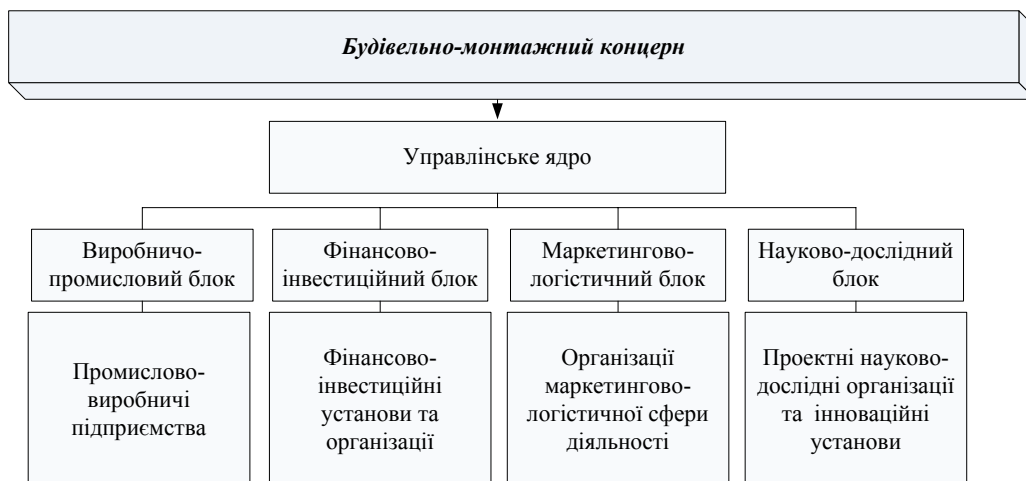 Будівельно-монтажний концерн
Управлінське ядро
Виробничо-
промисловий блок
Фінансово-
інвестиційний блок
Маркетингово-
логістичний блок
Науково-дослідний
блок
Промислово-
виробничі
підприємства
Фінансово-
інвестиційні
установи та
організації
Організації
маркетингово-
логістичної сфери
діяльності
Проектні науково-
дослідні організації
та інноваційні
установи